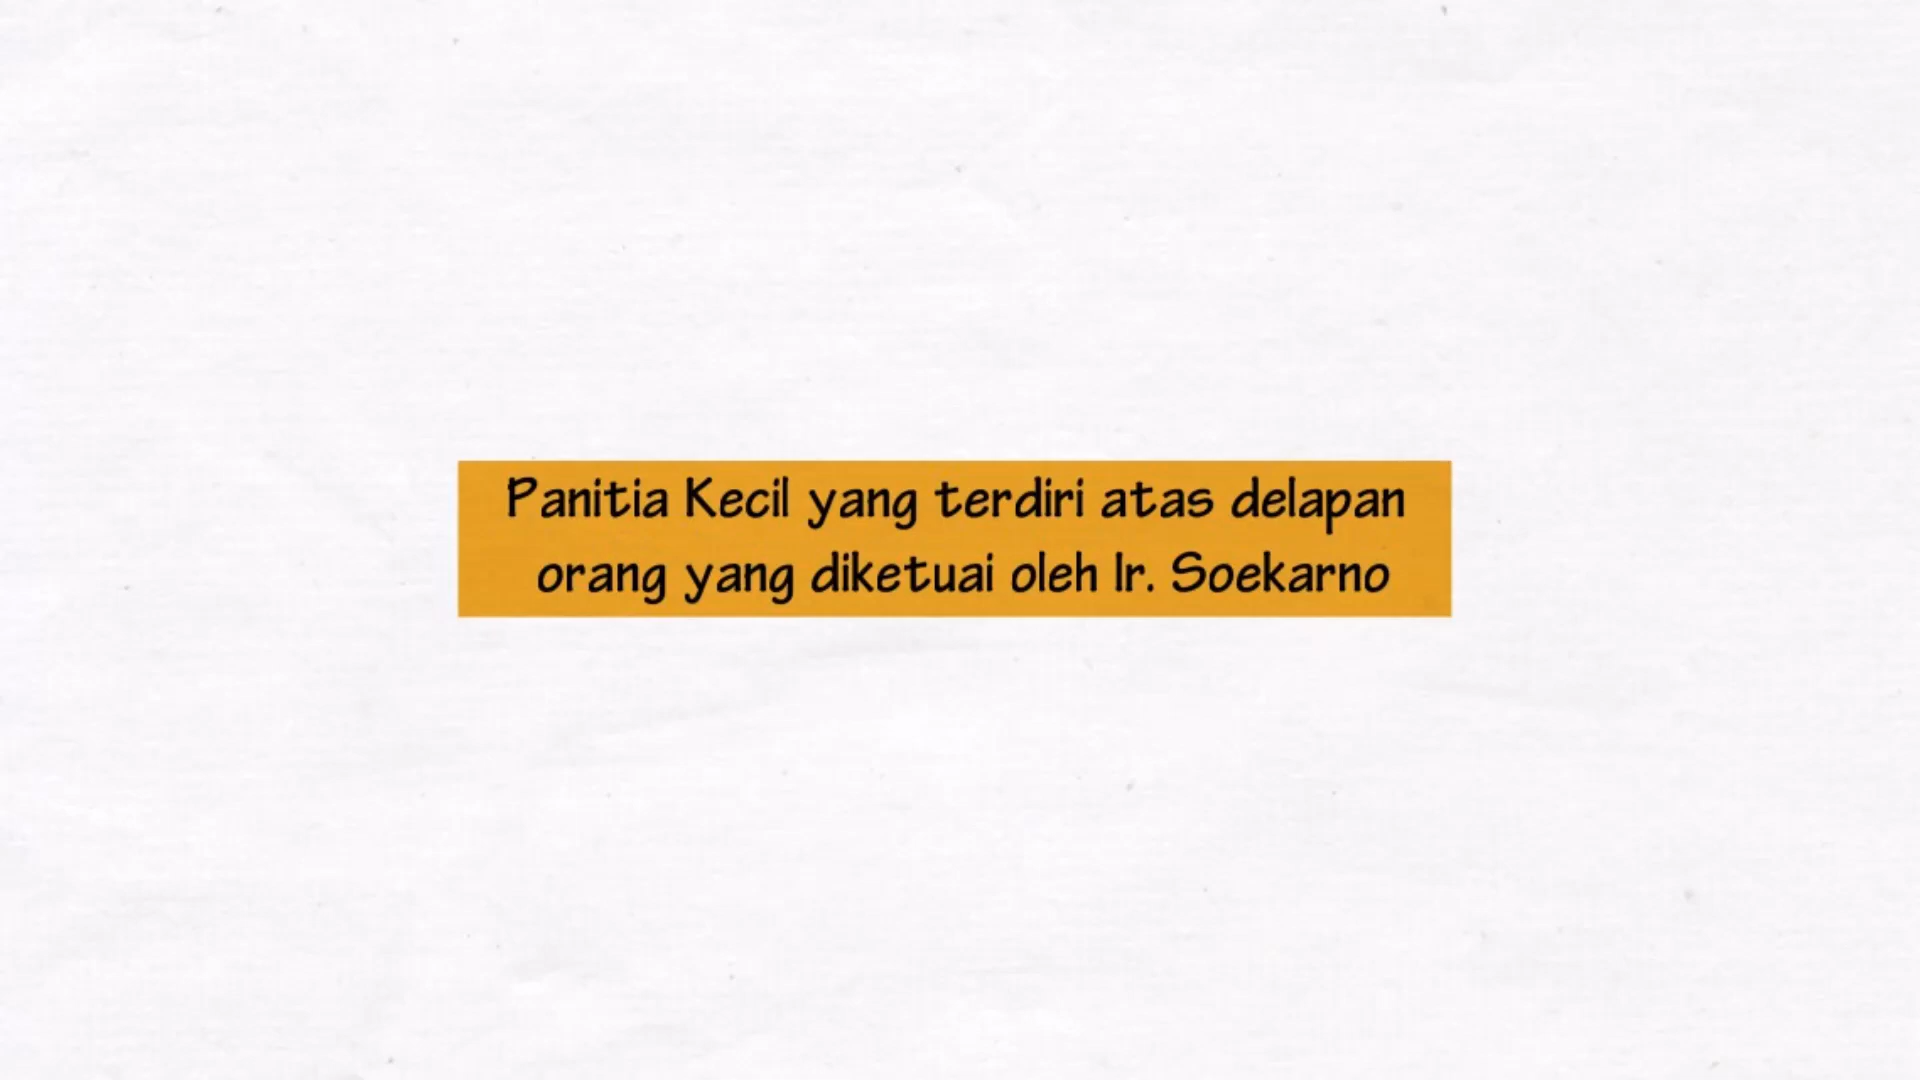 Panitia Kecil yang terdiri atas delapan
orang yang diketuai oleh Ir. Soekarno